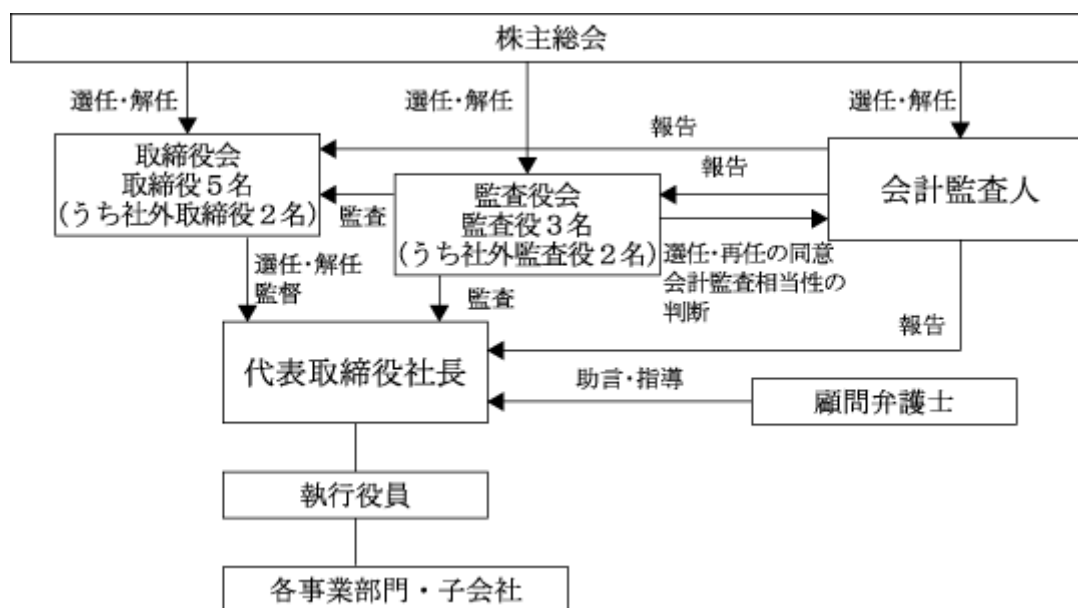 株主総会
選任・解任
選任・解任
選任・解任
報告
取締役会
取締役５名
(うち社外取締役２名)
監査
監査役会
監査役３名
(うち社外監査役２名)
報告
会計監査人
選任・再任の同意
会計監査相当性の
判断
選任・解任
監督
監査
報告
代表取締役社長
助言・指導
顧問弁護士
執行役員
各事業部門・子会社